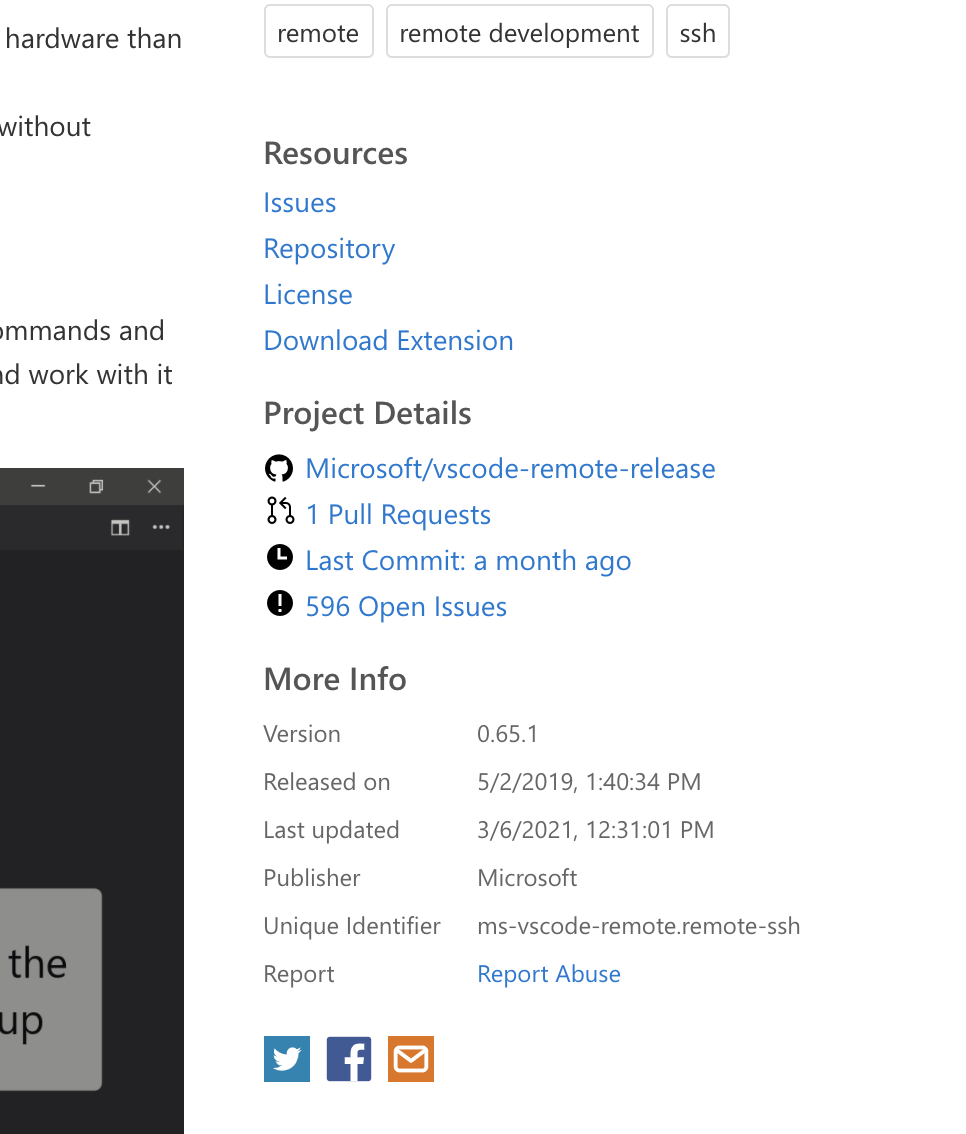 hardware than
without
ommands and
nd work with it
the
up
remote remote development ssh
Resources
Issues
Repository
License
Download Extension
Project Details
Microsoft/vscode-remote-release
1 Pull Requests
Last Commit: a month ago
596 Open Issues
More Info
Version 0.65.1
Released on 5/2/2019, 1:40:34 PM
Last updated 3/6/2021, 12:31:01 PM
Publisher Microsoft
Unique Identifier ms-vscode-remote.remote-ssh
Report Report Abuse